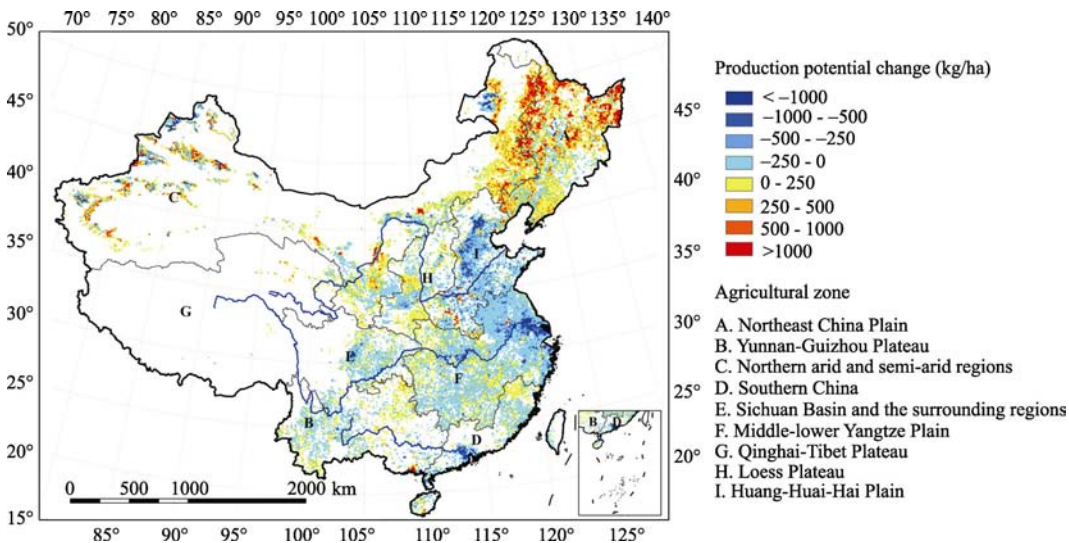 70° 75° 80° 85° 90° 95° 100° 105° 110° 115° 120° 125° 130° 135° 140°
50°
45°
40°
35°
30°
25°
20°
15°
45°
40°
35°
30°
25°
20°
85° 90° 95° 100° 105° 110° 115° 120° 125°
C
I
H
G
E
F
B
D
B D
0 500 1000 2000 km
Production potential change (kg/ha)
< −1000
−1000 - −500
−500 - −250
−250 - 0
0 - 250
250 - 500
500 - 1000
>1000
Agricultural zone
A. Northeast China Plain
B. Yunnan-Guizhou Plateau
C. Northern arid and semi-arid regions
D. Southern China
E. Sichuan Basin and the surrounding regions
F. Middle-lower Yangtze Plain
G. Qinghai-Tibet Plateau
H. Loess Plateau
I. Huang-Huai-Hai Plain